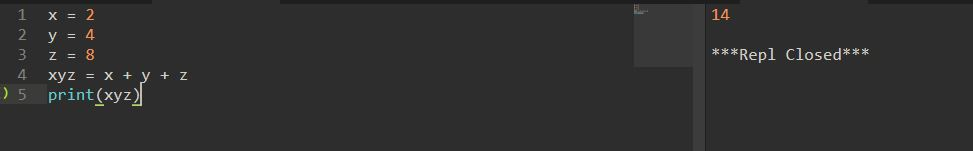 1 x = 2
2 y = 4
3 z = 8
4 xyz = x + y + z
5 print(xyz)
14
***Repl Closed***